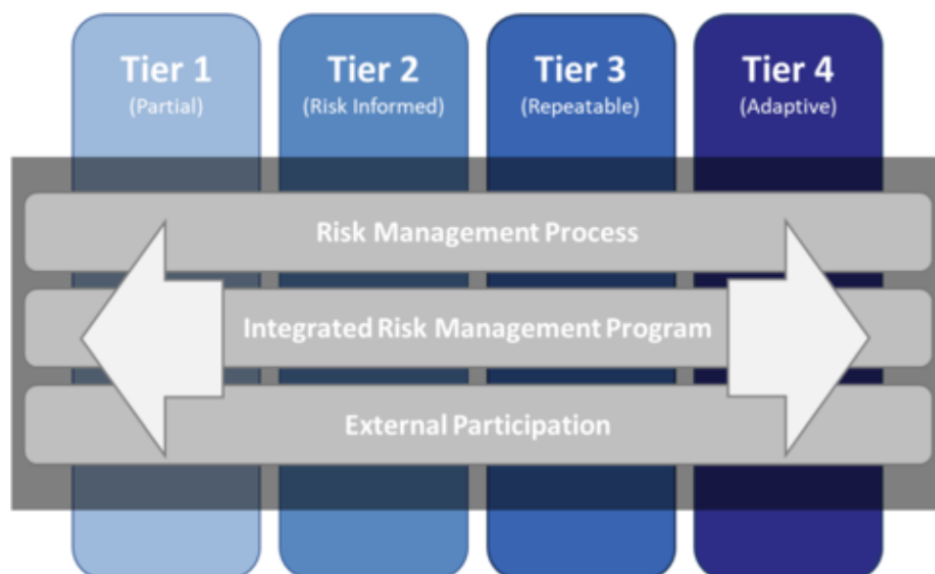 Tier 1
(Partial)
Tier 2
(Risk Informed)
Tier 3
(Repeatable)
Tier 4
(Adaptive)
Risk Management Process
Integrated Risk Management Program
External Participation